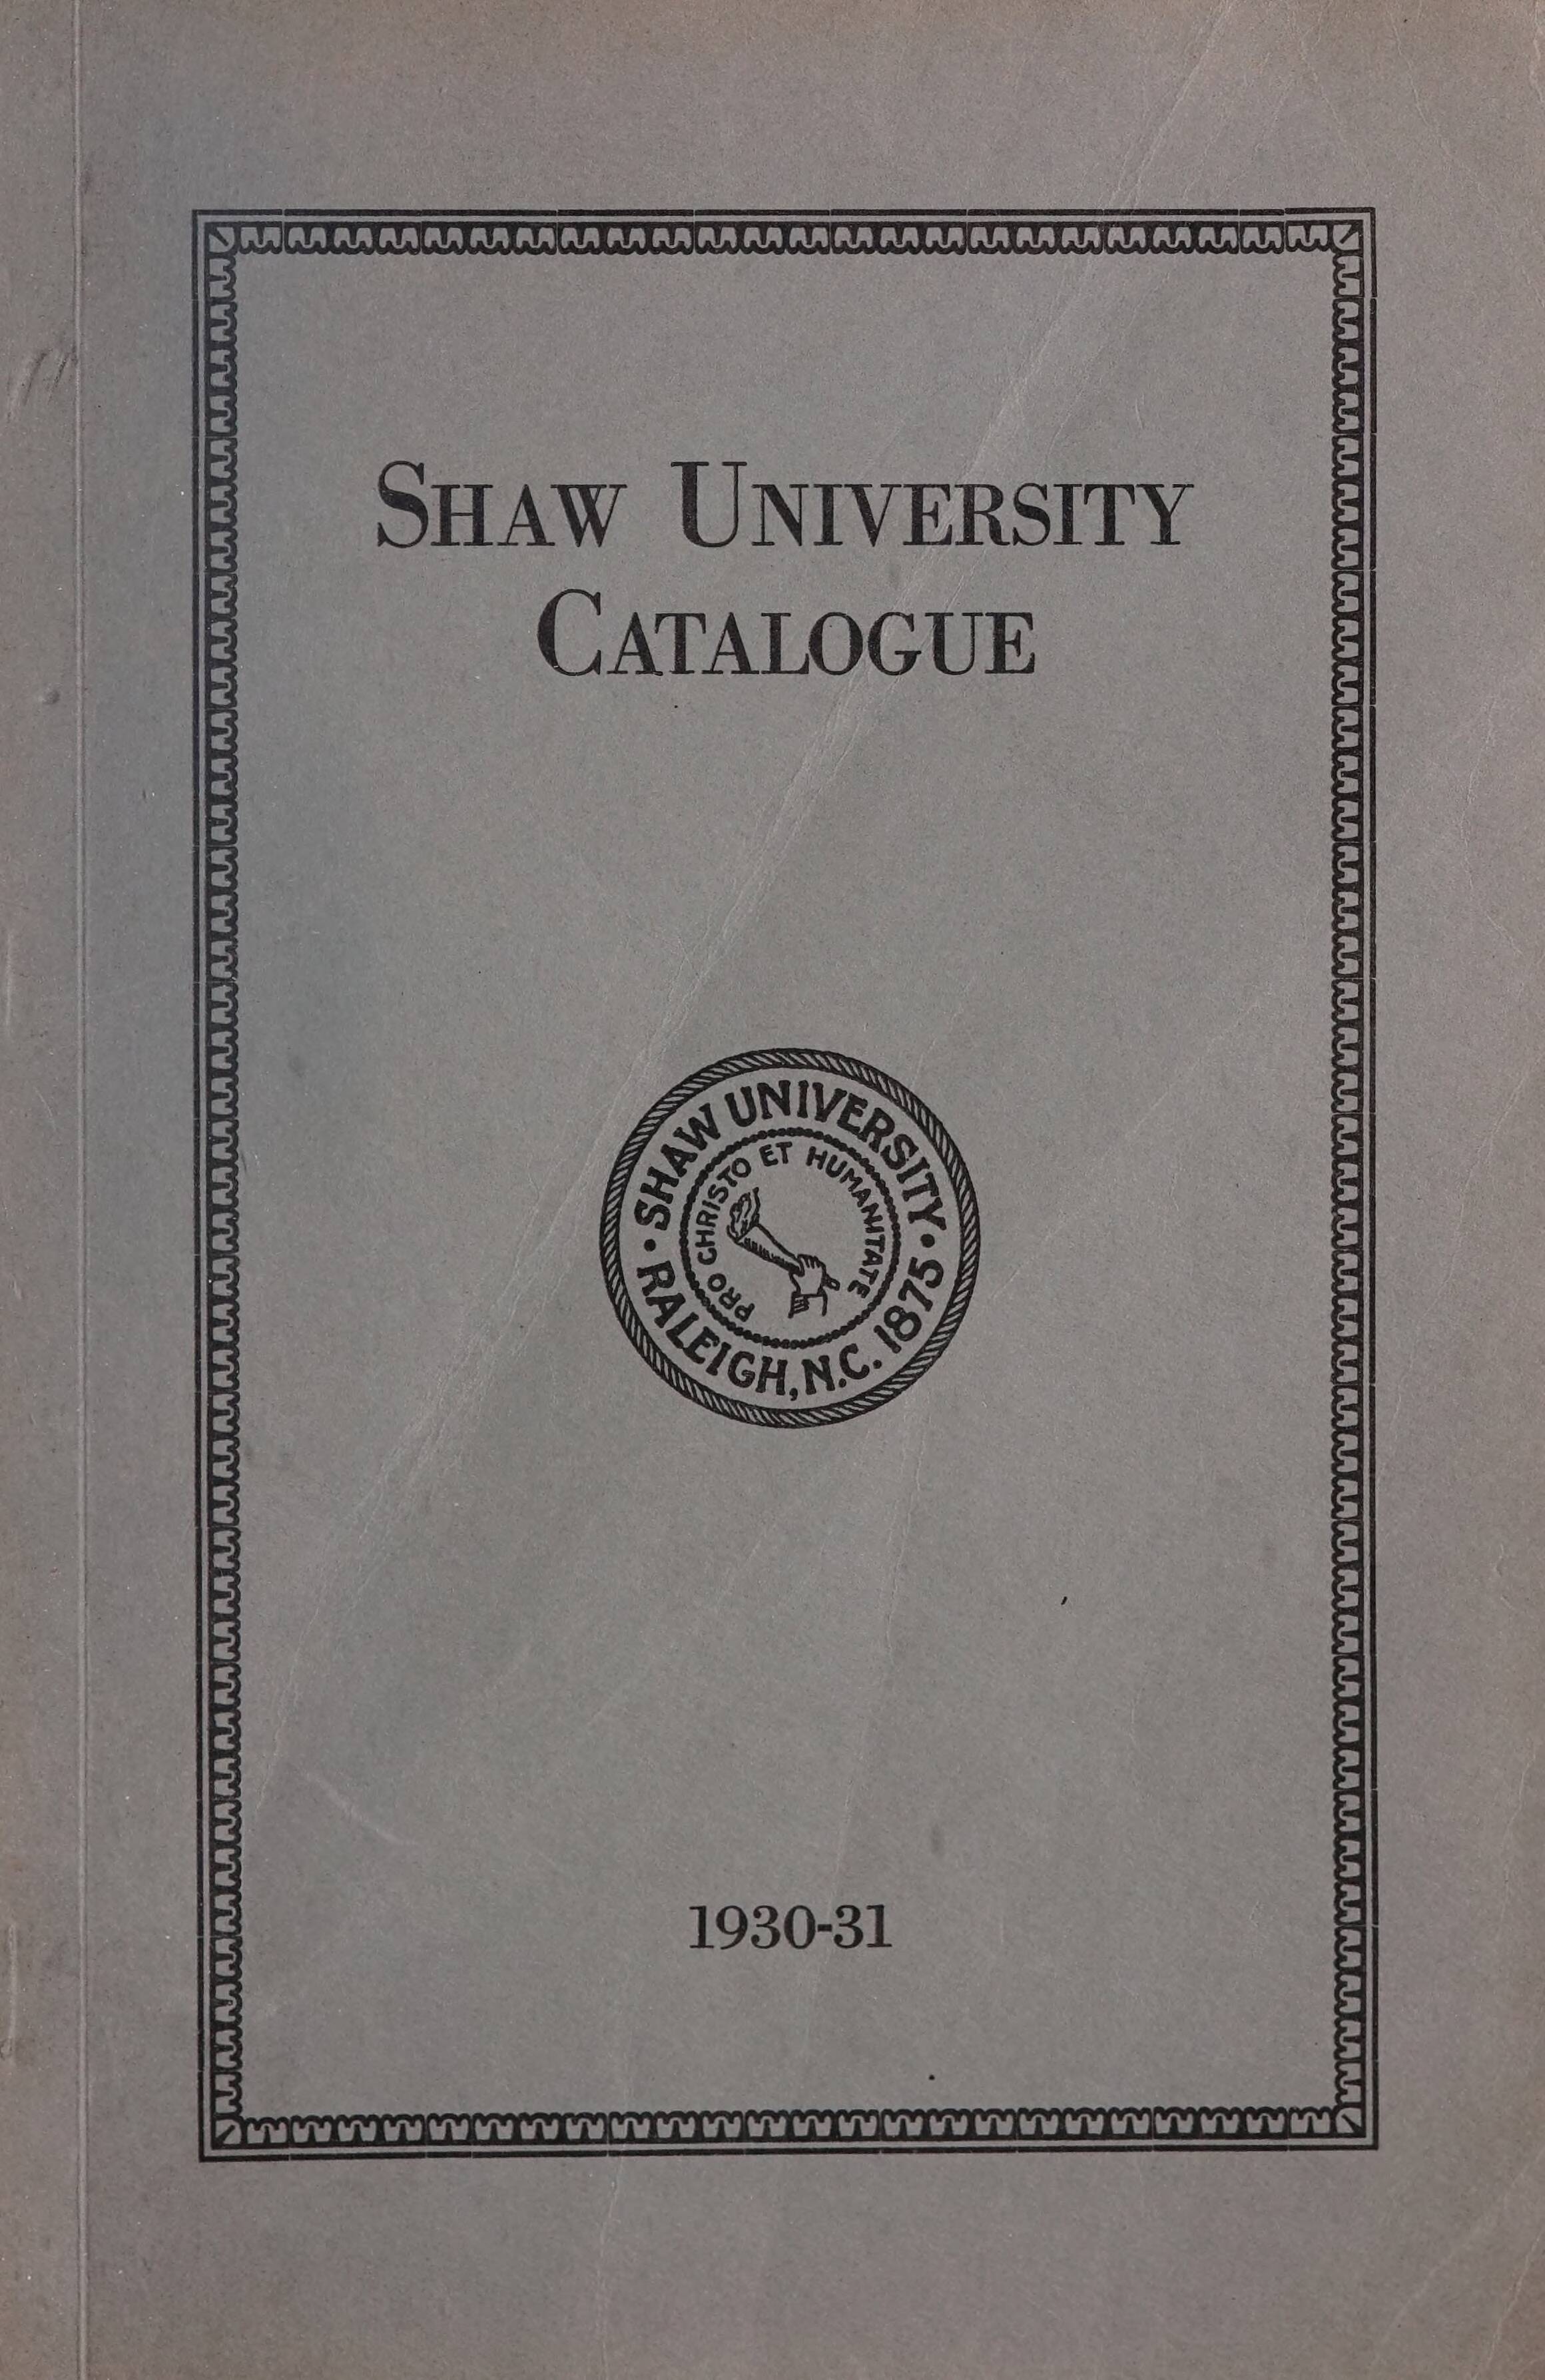 SHAW UNIVERSITY
CATALOGUE
• SHAW UNIVERSITY •
RALEIGH, N.C. 1875
PRO CHRISTO ET HUMANITATE
1930-31